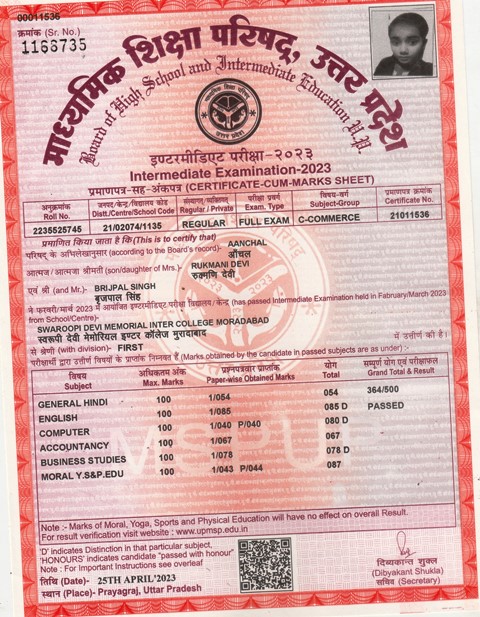 00011536
क्रमांक (Sr. No.)
1168735
माध्यमिक शिक्षा परिषद्, उत्तर प्रदेश
Board of High School and Intermediate Education U.P.
इण्टरमीडिएट परीक्षा-२०२३
Intermediate Examination-2023
प्रमाणपत्र-सह-अंकपत्र (CERTIFICATE-CUM-MARKS SHEET)
अनुक्रमांक जनपद/केन्द्र/विद्यालय कोड संस्थागत/व्यक्तिगत परीक्षा प्रकार विषय-वर्ग प्रमाणपत्र क्रमांक
Roll No. Distt./Centre/School Code Regular / Private Exam. Type Subject-Group Certificate No.
2235525745 21/02074/1135 REGULAR FULL EXAM C-COMMERCE 21011536
प्रमाणित किया जाता है कि (This is to certify that)
परिषद् के अभिलेखानुसार (according to the Board's record)- AANCHAL
आँचल
आत्मज/ आत्मजा श्रीमती (son/daughter of Mrs.)- RUKMANI DEVI
रुक्मणि देवी
एवं श्री (and Mr.)- BRIJPAL SINGH
बृजपाल सिंह
ने फरवरी/मार्च 2023 में आयोजित इण्टरमीडिएट परीक्षा विद्यालय/केन्द्र (has passed Intermediate Examination held in February/March 2023
from School/Centre)-
SWAROOPI DEVI MEMORIAL INTER COLLEGE MORADABAD
स्वरूपी देवी मेमोरियल इण्टर कॉलेज मुरादाबाद
से श्रेणी (with division)- FIRST में उत्तीर्ण की।
परीक्षार्थी द्वारा उत्तीर्ण विषयों के प्राप्तांक निम्नवत हैं (Marks obtained by the candidate in passed subjects are as under) :-
विषय अधिकतम अंक प्रश्नपत्रवार प्राप्तांक योग सम्पूर्ण योग एवं परीक्षाफल
Subject Max. Marks Paper-wise Obtained Marks Total Grand Total & Result
GENERAL HINDI 100 1/054 054 364/500
ENGLISH 100 1/085 085 D PASSED
COMPUTER 100 1/040 P/040 080 D
ACCOUNTANCY 100 1/067 067
BUSINESS STUDIES 100 1/078 078 D
MORAL Y.S&P.EDU 100 1/043 P/044 087
MSPUP
Note :- Marks of Moral, Yoga, Sports and Physical Education will have no effect on overall Result.
For result verification visit website : www.upmsp.edu.in
'D' indicates Distinction in that particular subject,
'HONOURS' indicates candidate "passed with honour"
Note : For Important Instructions see overleaf
तिथि (Date)- 25TH APRIL'2023
स्थान (Place)- Prayagraj, Uttar Pradesh
दिव्यकान्त शुक्ल
(Dibyakant Shukla)
सचिव (Secretary)